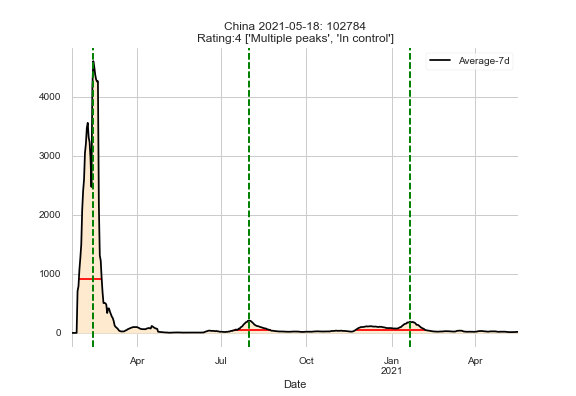 China 2021-05-18: 102784
Rating:4 ['Multiple peaks', 'In control']
Average-7d
4000
3000
2000
1000
0
Apr
Jul
Oct
Jan
2021
Apr
Date